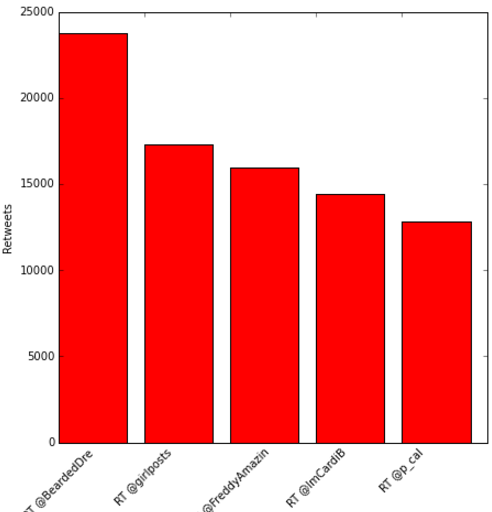 25000
20000
15000
10000
5000
0
Retweets
RT @BeardedDre
RT @girlposts
@FreddyAmazin
RT @ImCardIB
RT @p_cal